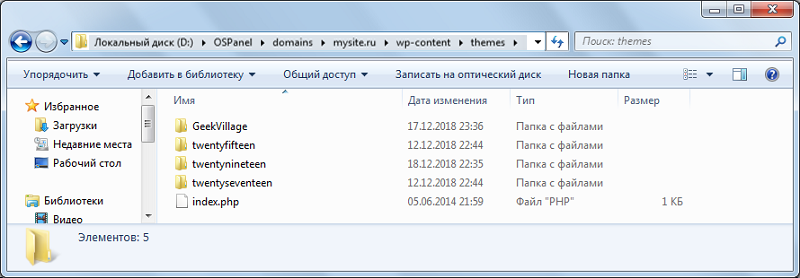 Локальный диск (D:) OSPanel domains mysite.ru wp-content themes Поиск: themes
Упорядочить Добавить в библиотеку Общий доступ Записать на оптический диск Новая папка
Избранное
Загрузки
Недавние места
Рабочий стол
Библиотеки
Видео
Имя Дата изменения Тип Размер
GeekVillage 17.12.2018 23:36 Папка с файлами
twentyfifteen 12.12.2018 22:44 Папка с файлами
twentynineteen 18.12.2018 22:35 Папка с файлами
twentyseventeen 12.12.2018 22:44 Папка с файлами
index.php 05.06.2014 21:59 Файл "PHP" 1 КБ
Элементов: 5